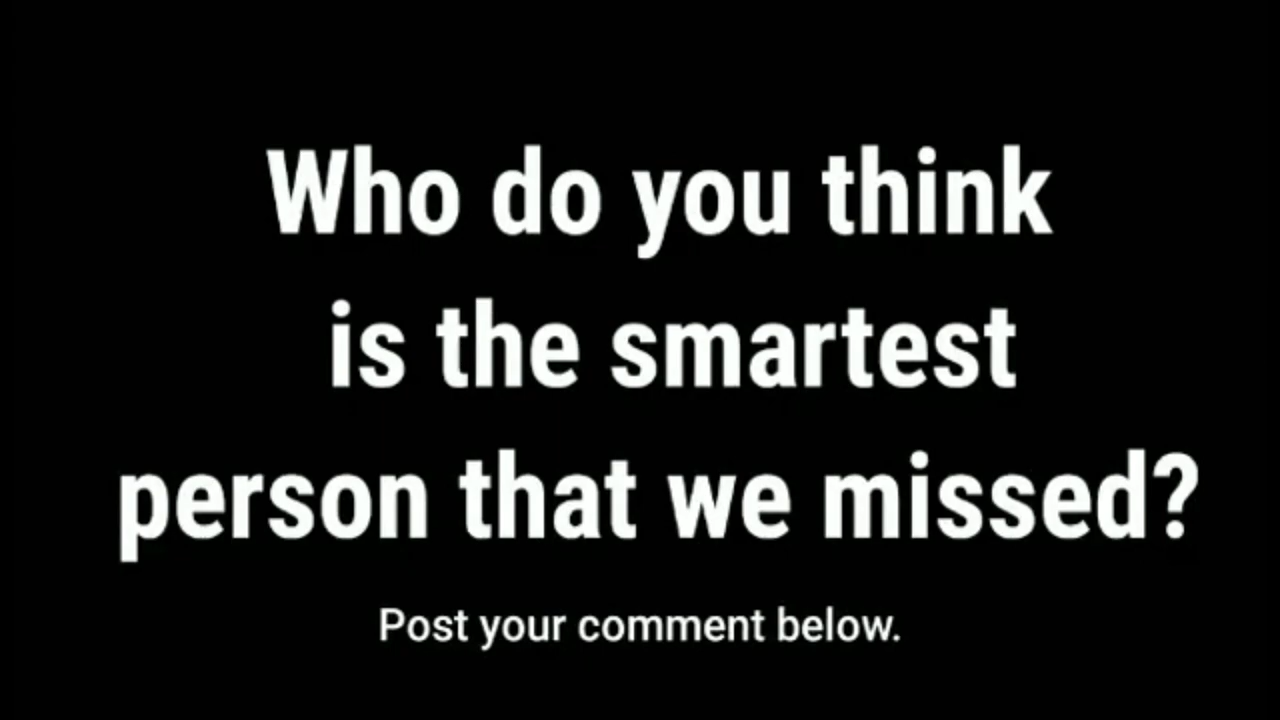 Who do you think
is the smartest
person that we missed?
Post your comment below.